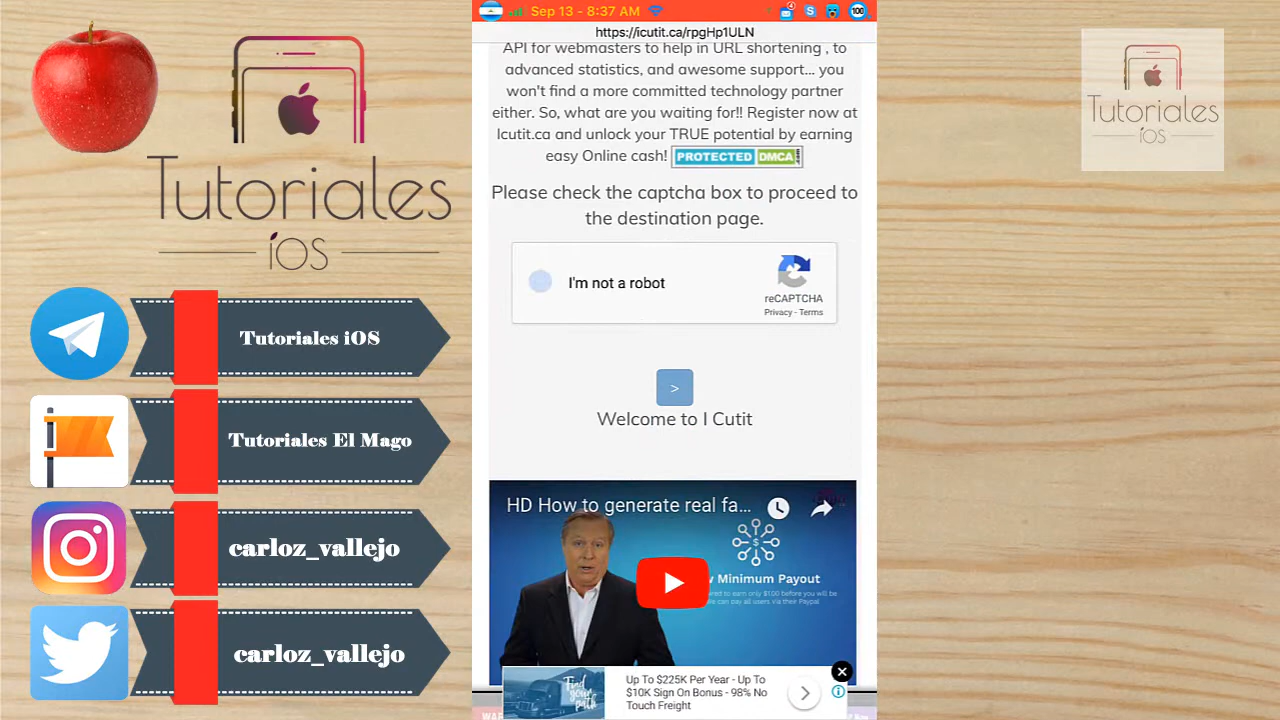 Tutoriales
iOS
Tutoriales iOS
Tutoriales El Mago
carloz_vallejo
carloz_vallejo
Sep 13 - 8:37 AM
100
https://icutit.ca/rpgHp1ULN
API for webmasters to help in URL shortening , to
advanced statistics, and awesome support... you
won't find a more committed technology partner
either. So, what are you waiting for!! Register now at
Icutit.ca and unlock your TRUE potential by earning
easy Online cash! PROTECTED DMCA
Please check the captcha box to proceed to
the destination page.
I'm not a robot
reCAPTCHA
Privacy - Terms
>
Welcome to I Cutit
HD How to generate real fa...
Minimum Payout
Up To $225K Per Year - Up To
$10K Sign On Bonus - 98% No
Touch Freight
Find
your
path
Tutoriales
iOS